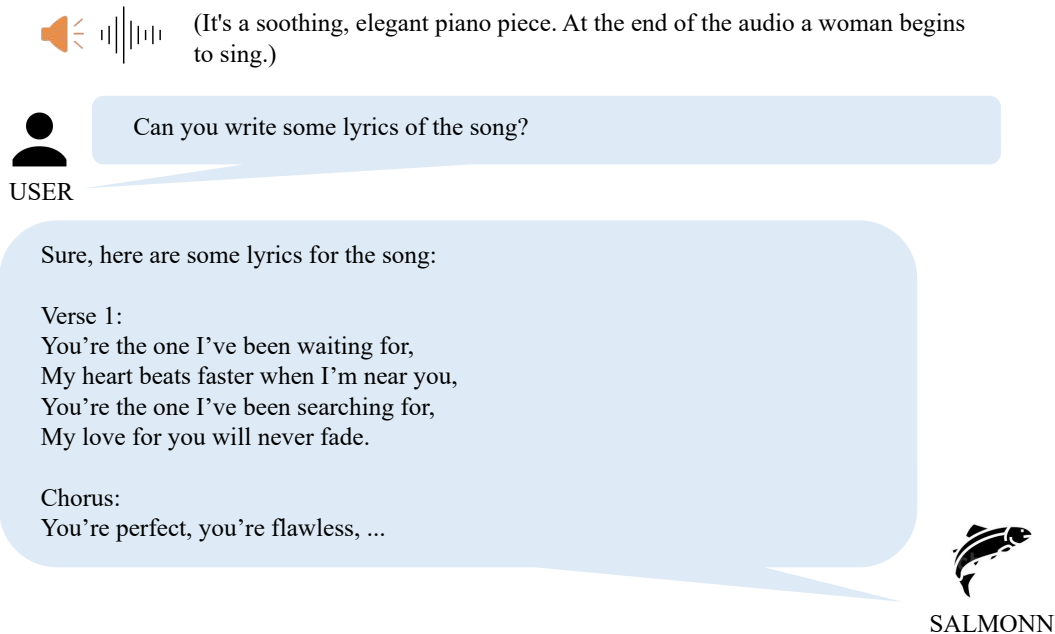 (It's a soothing, elegant piano piece. At the end of the audio a woman begins
to sing.)
Can you write some lyrics of the song?
USER
Sure, here are some lyrics for the song:
Verse 1:
You’re the one I’ve been waiting for,
My heart beats faster when I’m near you,
You’re the one I’ve been searching for,
My love for you will never fade.
Chorus:
You’re perfect, you’re flawless, ...
SALMONN